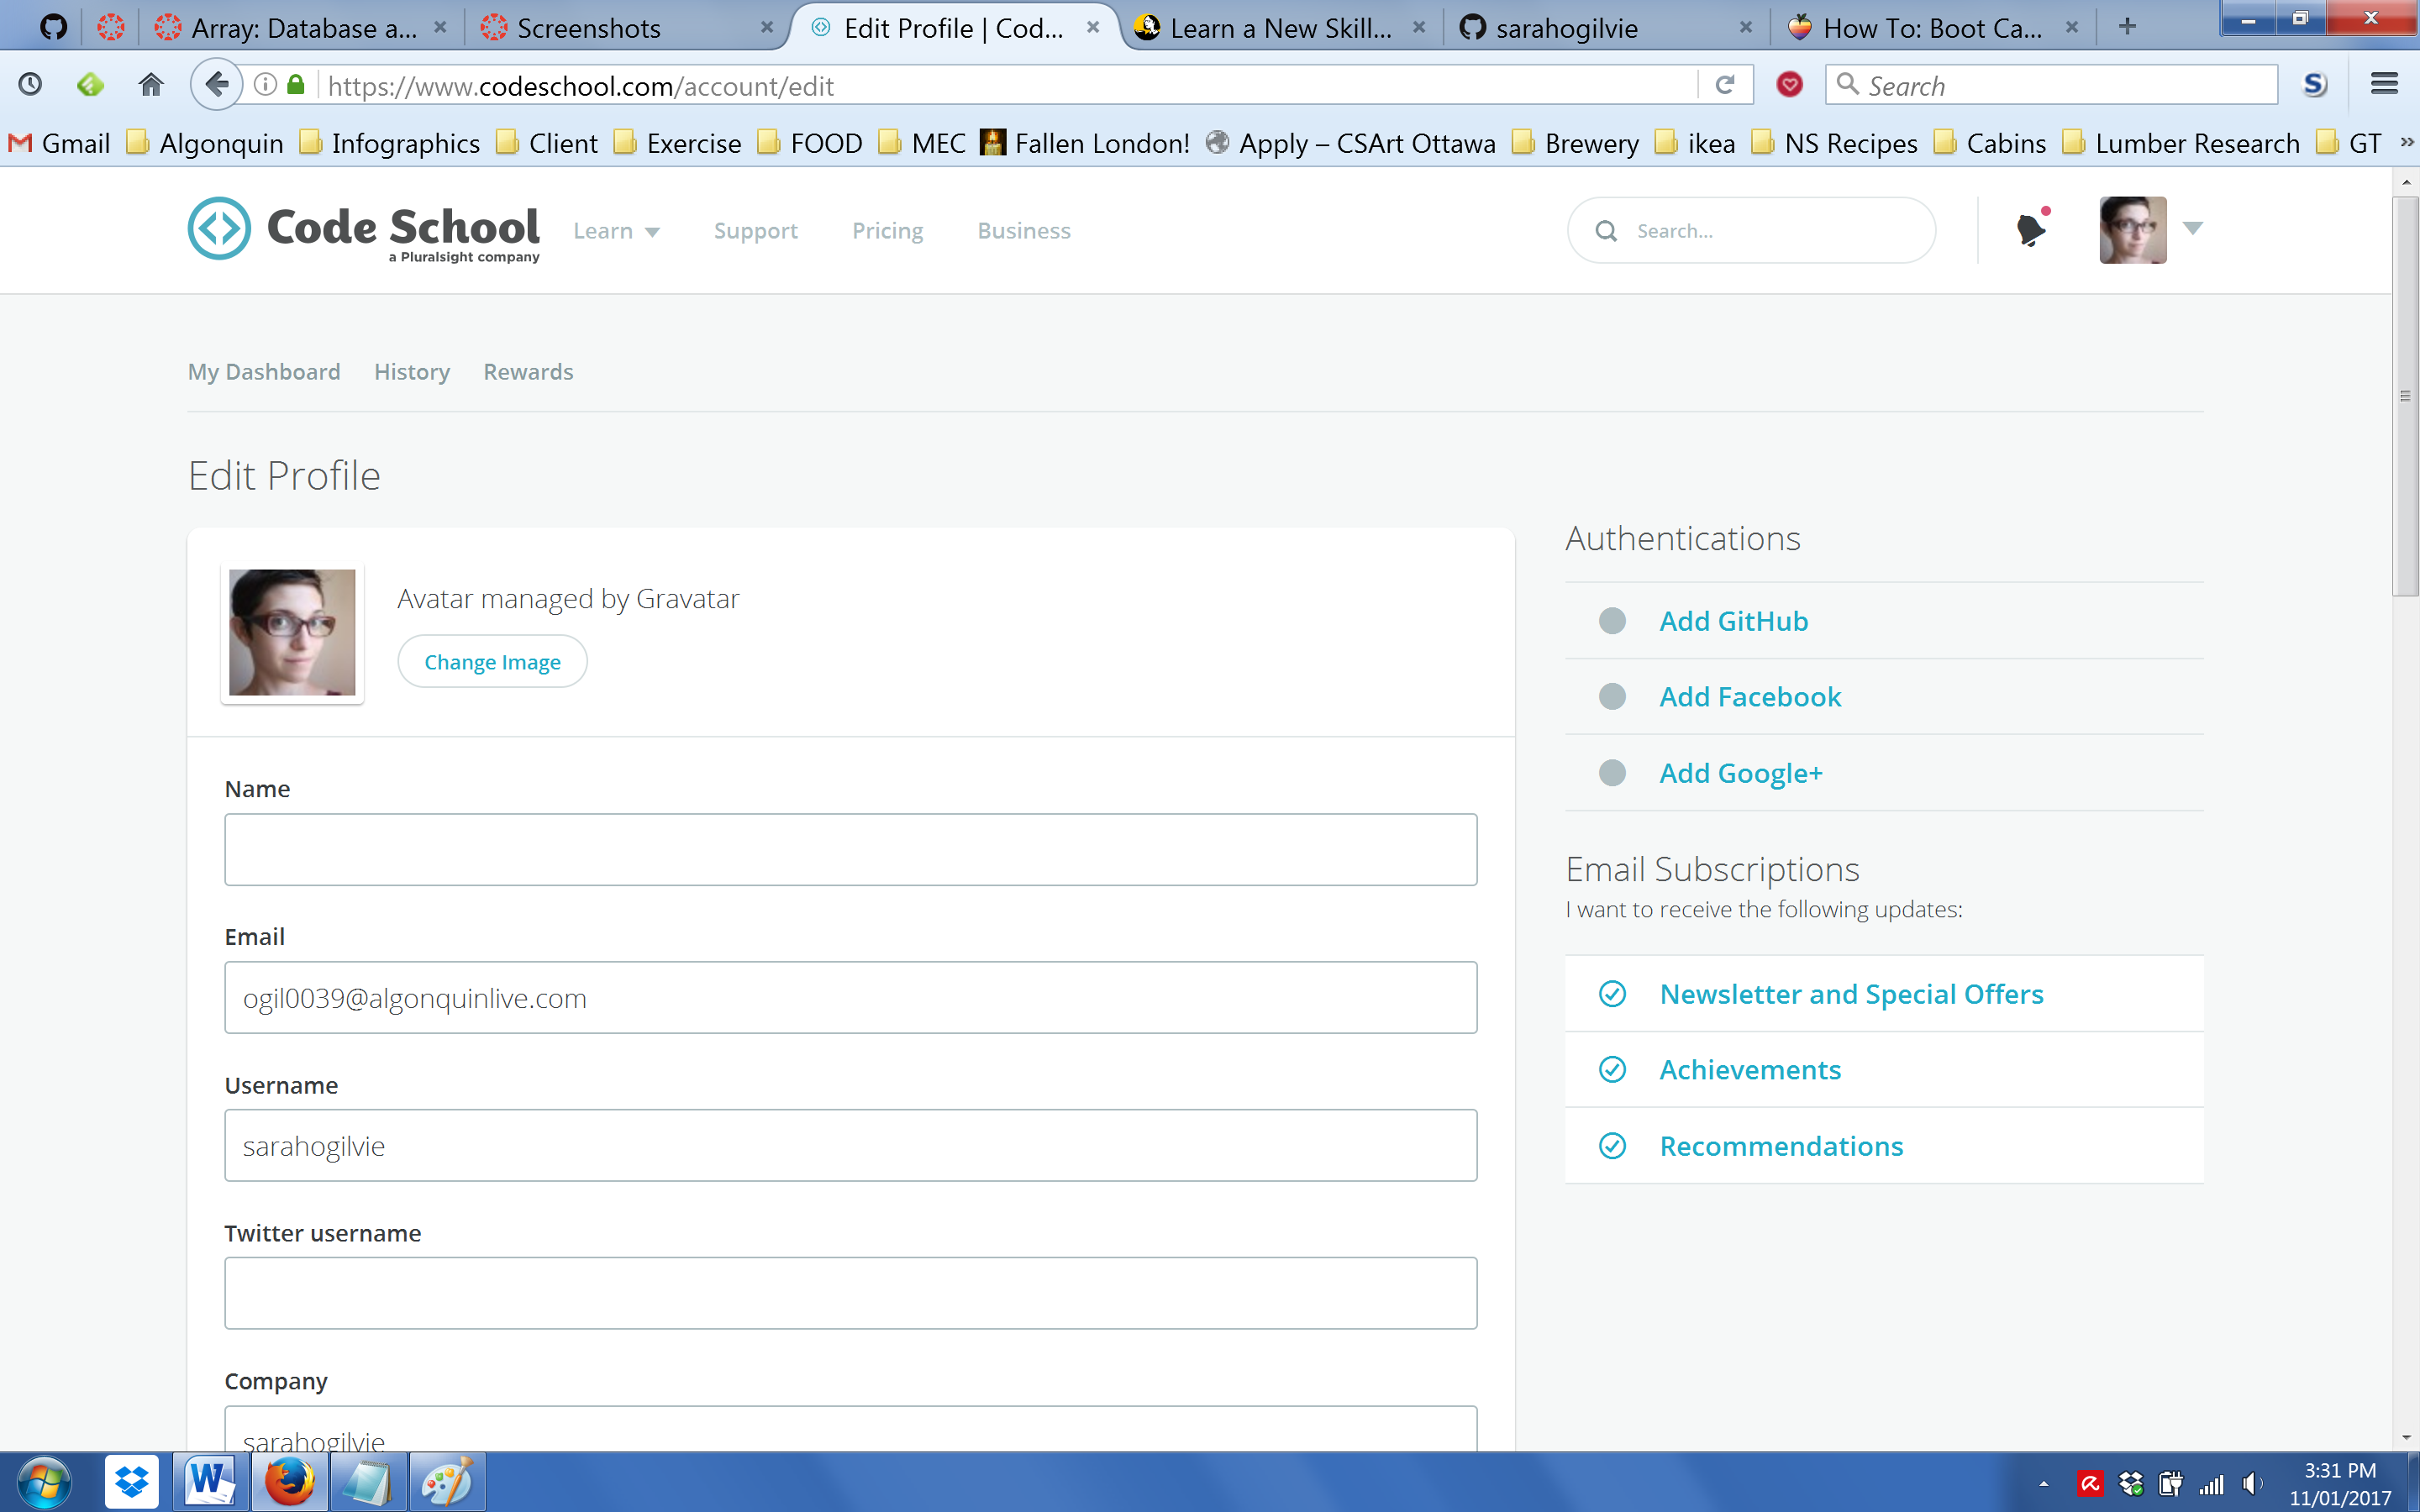 Array: Database a...
Screenshots
Edit Profile | Cod...
Learn a New Skill...
sarahogilvie
How To: Boot Ca...
https://www.codeschool.com/account/edit
Search
Gmail
Algonquin
Infographics
Client
Exercise
FOOD
MEC
Fallen London!
Apply – CSArt Ottawa
Brewery
ikea
NS Recipes
Cabins
Lumber Research
GT
Code School
a Pluralsight company
Learn
Support
Pricing
Business
Search...
My Dashboard
History
Rewards
Edit Profile
Avatar managed by Gravatar
Change Image
Name
Email
ogil0039@algonquinlive.com
Username
sarahogilvie
Twitter username
Company
sarahogilvie
Authentications
Add GitHub
Add Facebook
Add Google+
Email Subscriptions
I want to receive the following updates:
Newsletter and Special Offers
Achievements
Recommendations
3:31 PM
11/01/2017